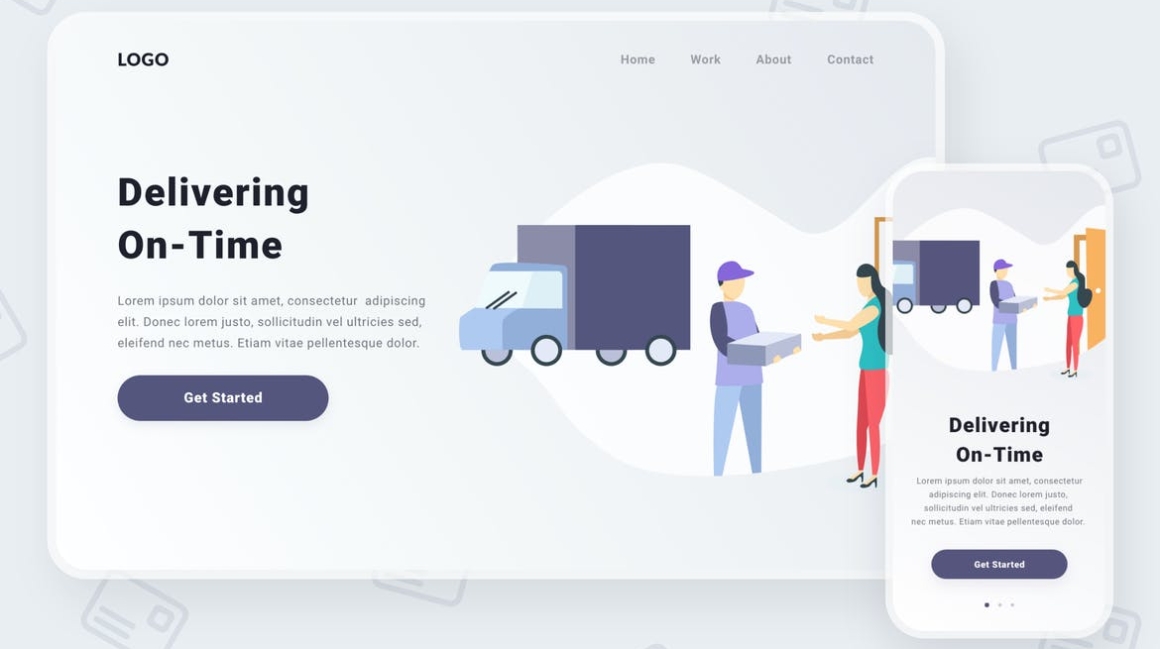 LOGO
Home Work About Contact
Delivering
On-Time
Lorem ipsum dolor sit amet, consectetur adipiscing
elit. Donec lorem justo, sollicitudin vel ultricies sed,
eleifend nec metus. Etiam vitae pellentesque dolor.
Get Started
Delivering
On-Time
Lorem ipsum dolor sit amet, consectetur
adipiscing elit. Donec lorem justo,
sollicitudin vel ultricies sed, eleifend
nec metus. Etiam vitae pellentesque dolor.
Get Started